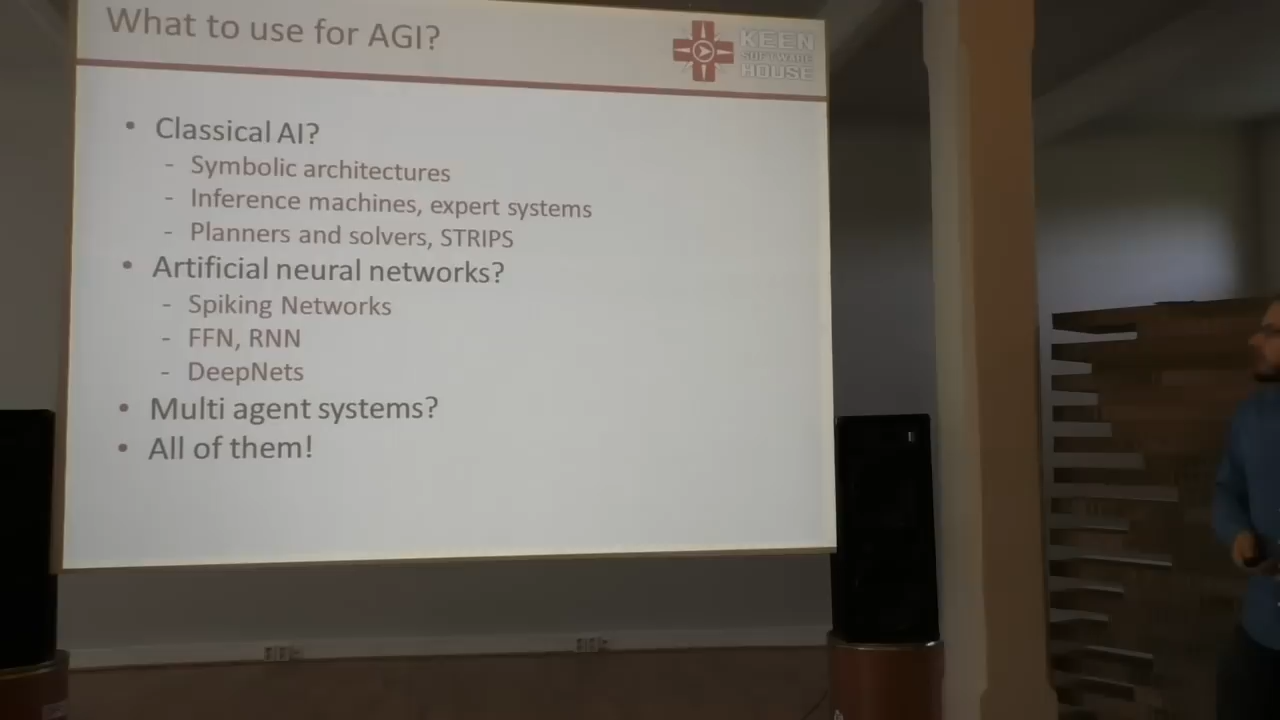 What to use for AGI?
KEEN
SOFTWARE
HOUSE
• Classical AI?
- Symbolic architectures
- Inference machines, expert systems
- Planners and solvers, STRIPS
• Artificial neural networks?
- Spiking Networks
- FFN, RNN
- DeepNets
• Multi agent systems?
• All of them!